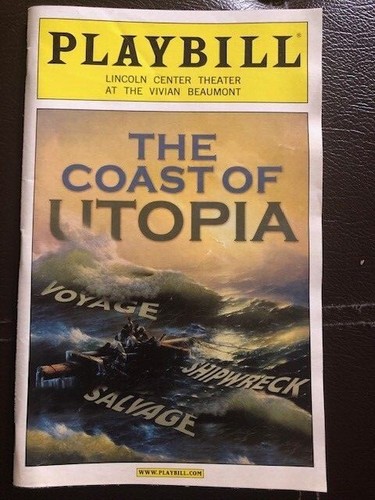 PLAYBILL®
LINCOLN CENTER THEATER
AT THE VIVIAN BEAUMONT
THE
COAST OF
UTOPIA
VOYAGE
SHIPWRECK
SALVAGE
WWW.PLAYBILL.COM